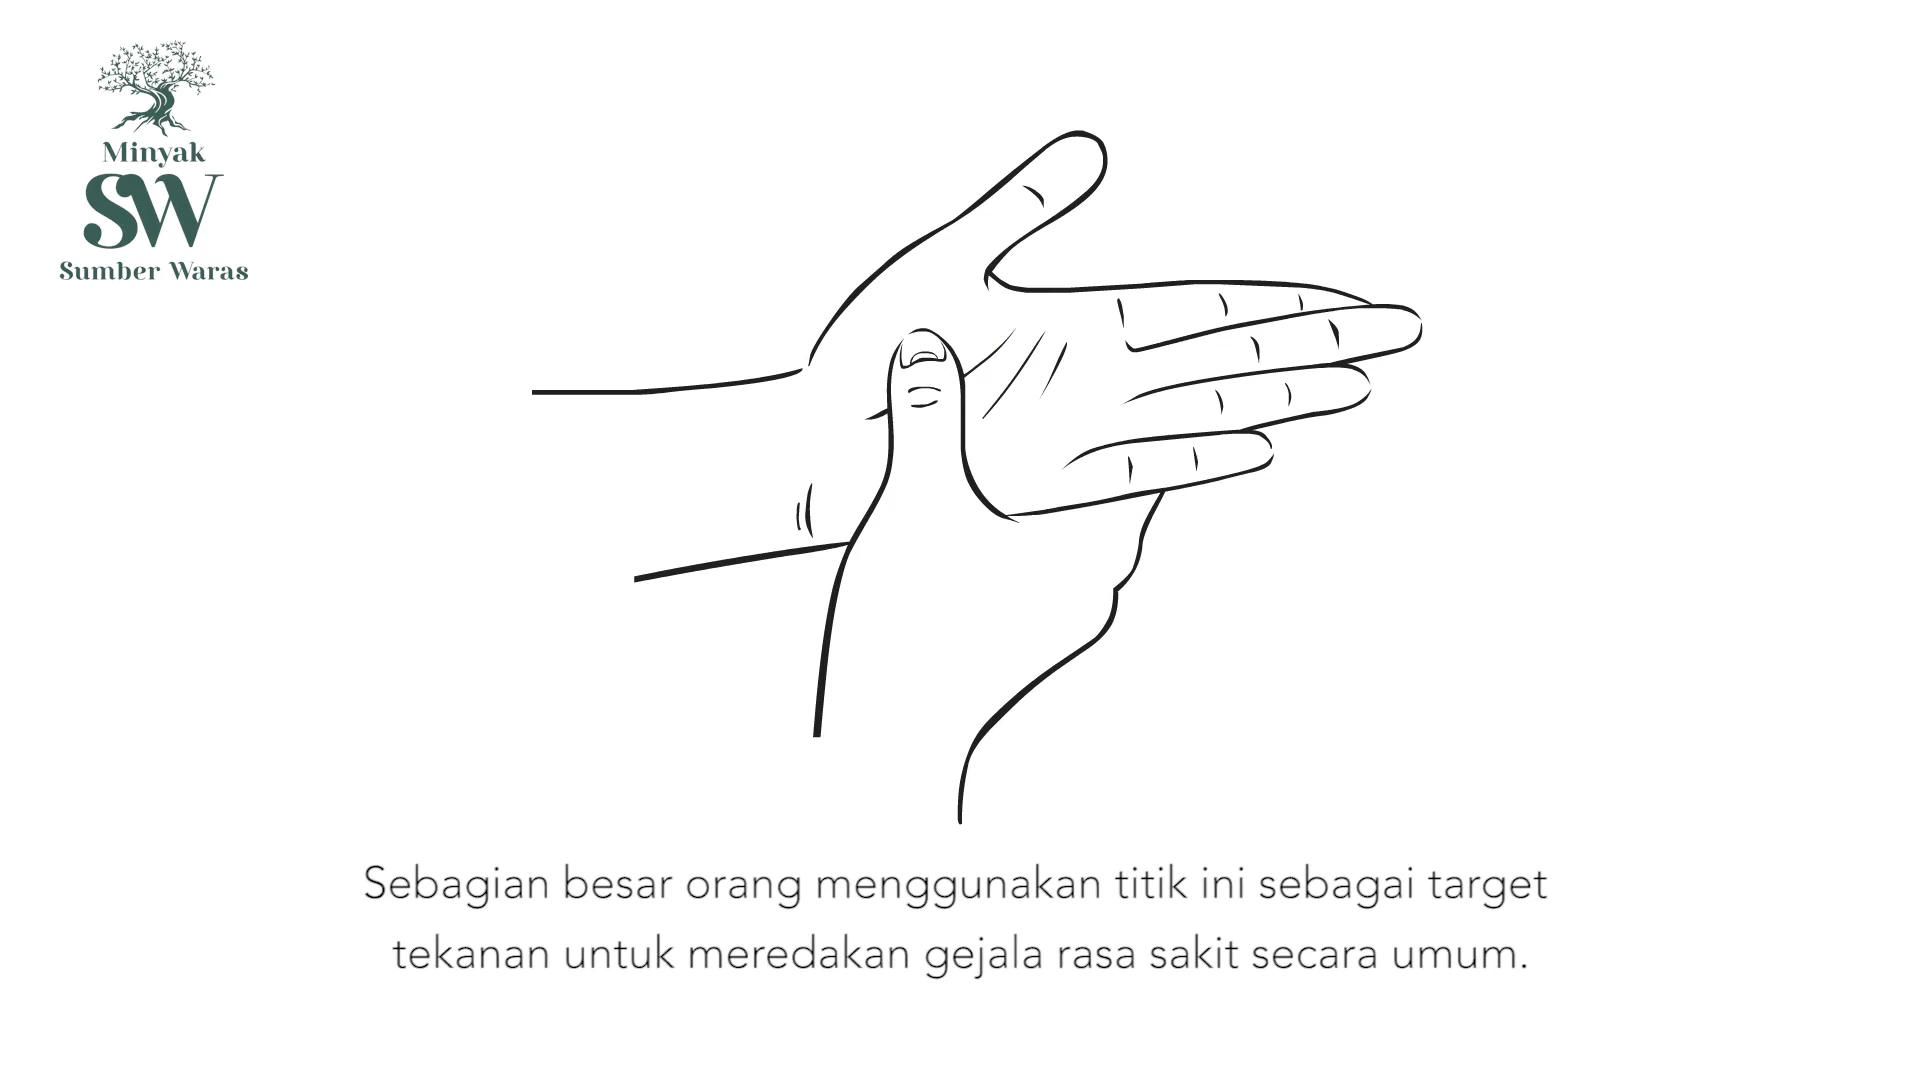 Minyak
SW
Sumber Waras
Sebagian besar orang menggunakan titik ini sebagai target
tekanan untuk meredakan gejala rasa sakit secara umum.